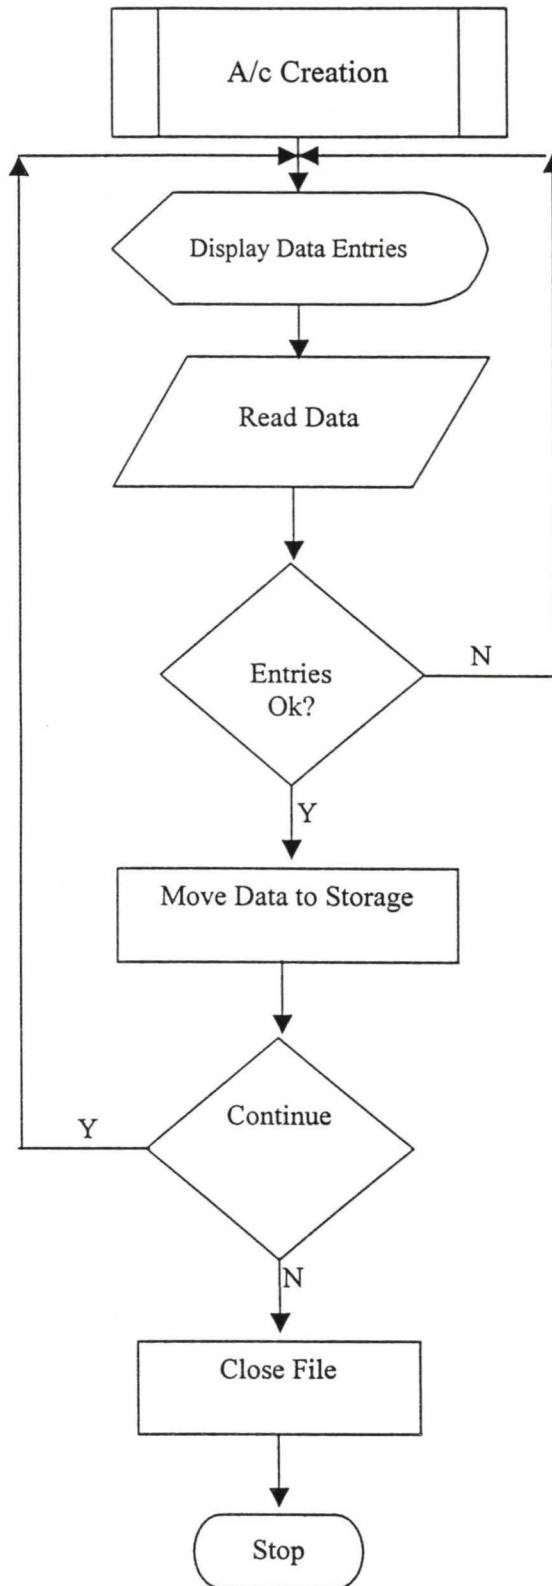 A/c Creation
Display Data Entries
Read Data
Entries
Ok?
N
Y
Move Data to Storage
Continue
Y
N
Close File
Stop